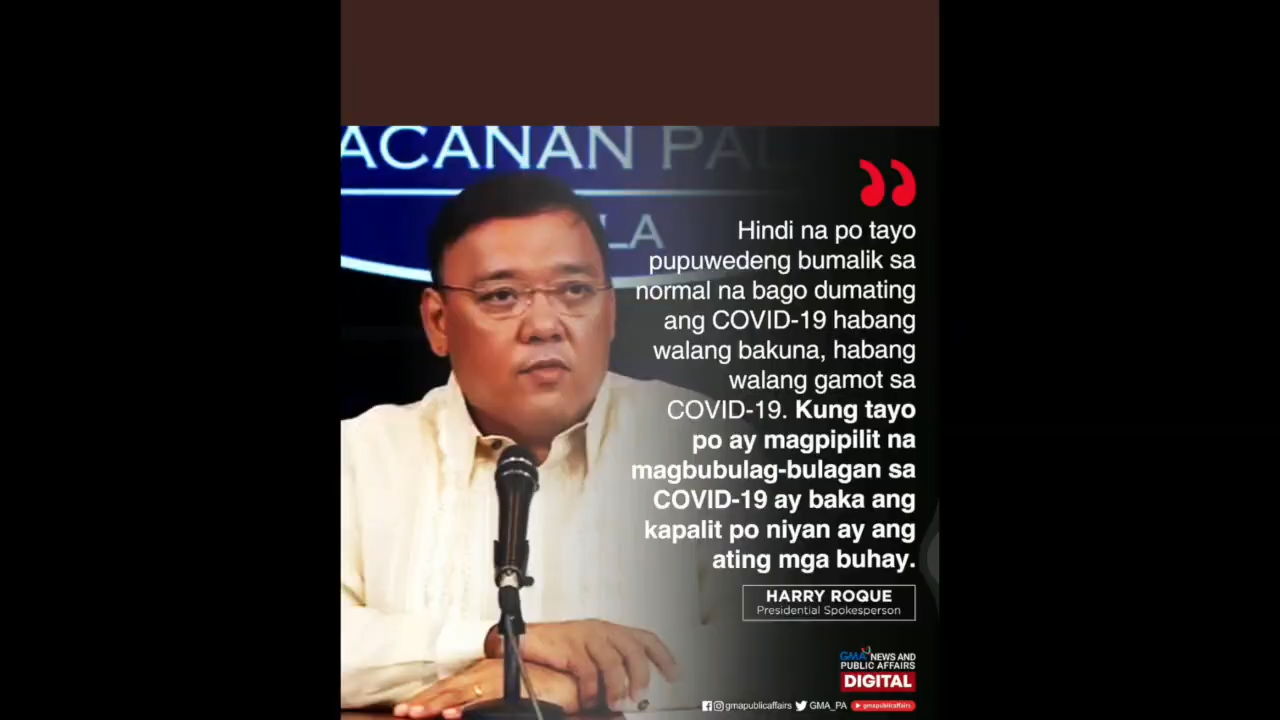 ACANAN PAL
LA
Hindi na po tayo
pupuwedeng bumalik sa
normal na bago dumating
ang COVID-19 habang
walang bakuna, habang
walang gamot sa
COVID-19. Kung tayo
po ay magpipilit na
magbubulag-bulagan sa
COVID-19 ay baka ang
kapalit po niyan ay ang
ating mga buhay.
HARRY ROQUE
Presidential Spokesperson
GMA NEWS AND
PUBLIC AFFAIRS
DIGITAL
gmapublicaffairs GMA_PA gmapublicaffairs